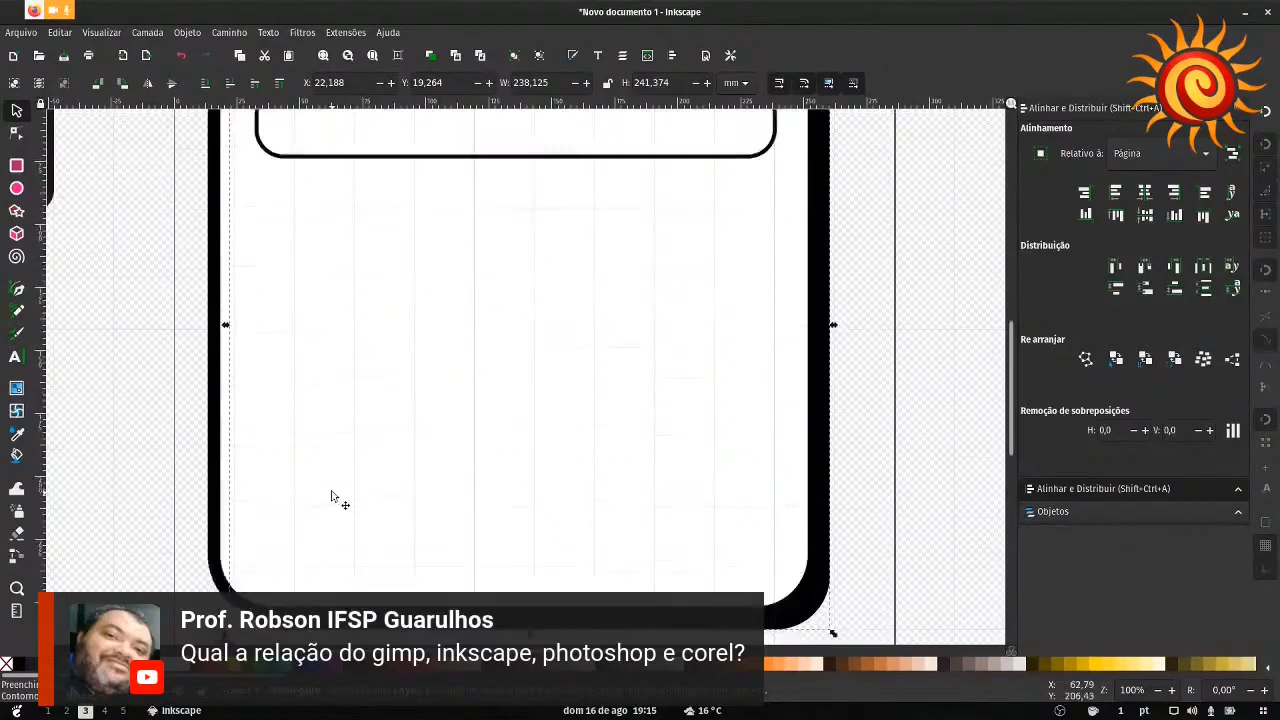 *Novo documento 1 - Inkscape
Arquivo Editar Visualizar Camada Objeto Caminho Texto Filtros Extensões Ajuda
X: 22,188 Y: 19,264 W: 238,125 H: 241,374 mm
Alinhar e Distribuir (Shift+Ctrl+A)
Alinhamento
Relativo à: Página
Distribuição
Re arranjar
Remoção de sobreposições
H: 0,0 V: 0,0
Alinhar e Distribuir (Shift+Ctrl+A)
Objetos
Prof. Robson IFSP Guarulhos
Qual a relação do gimp, inkscape, photoshop e corel?
X: 62,79
Y: 206,43
Z: 100% R: 0,00°
1 2 3 4 5 Inkscape dom 16 de ago 19:15 16 °C 1 pt